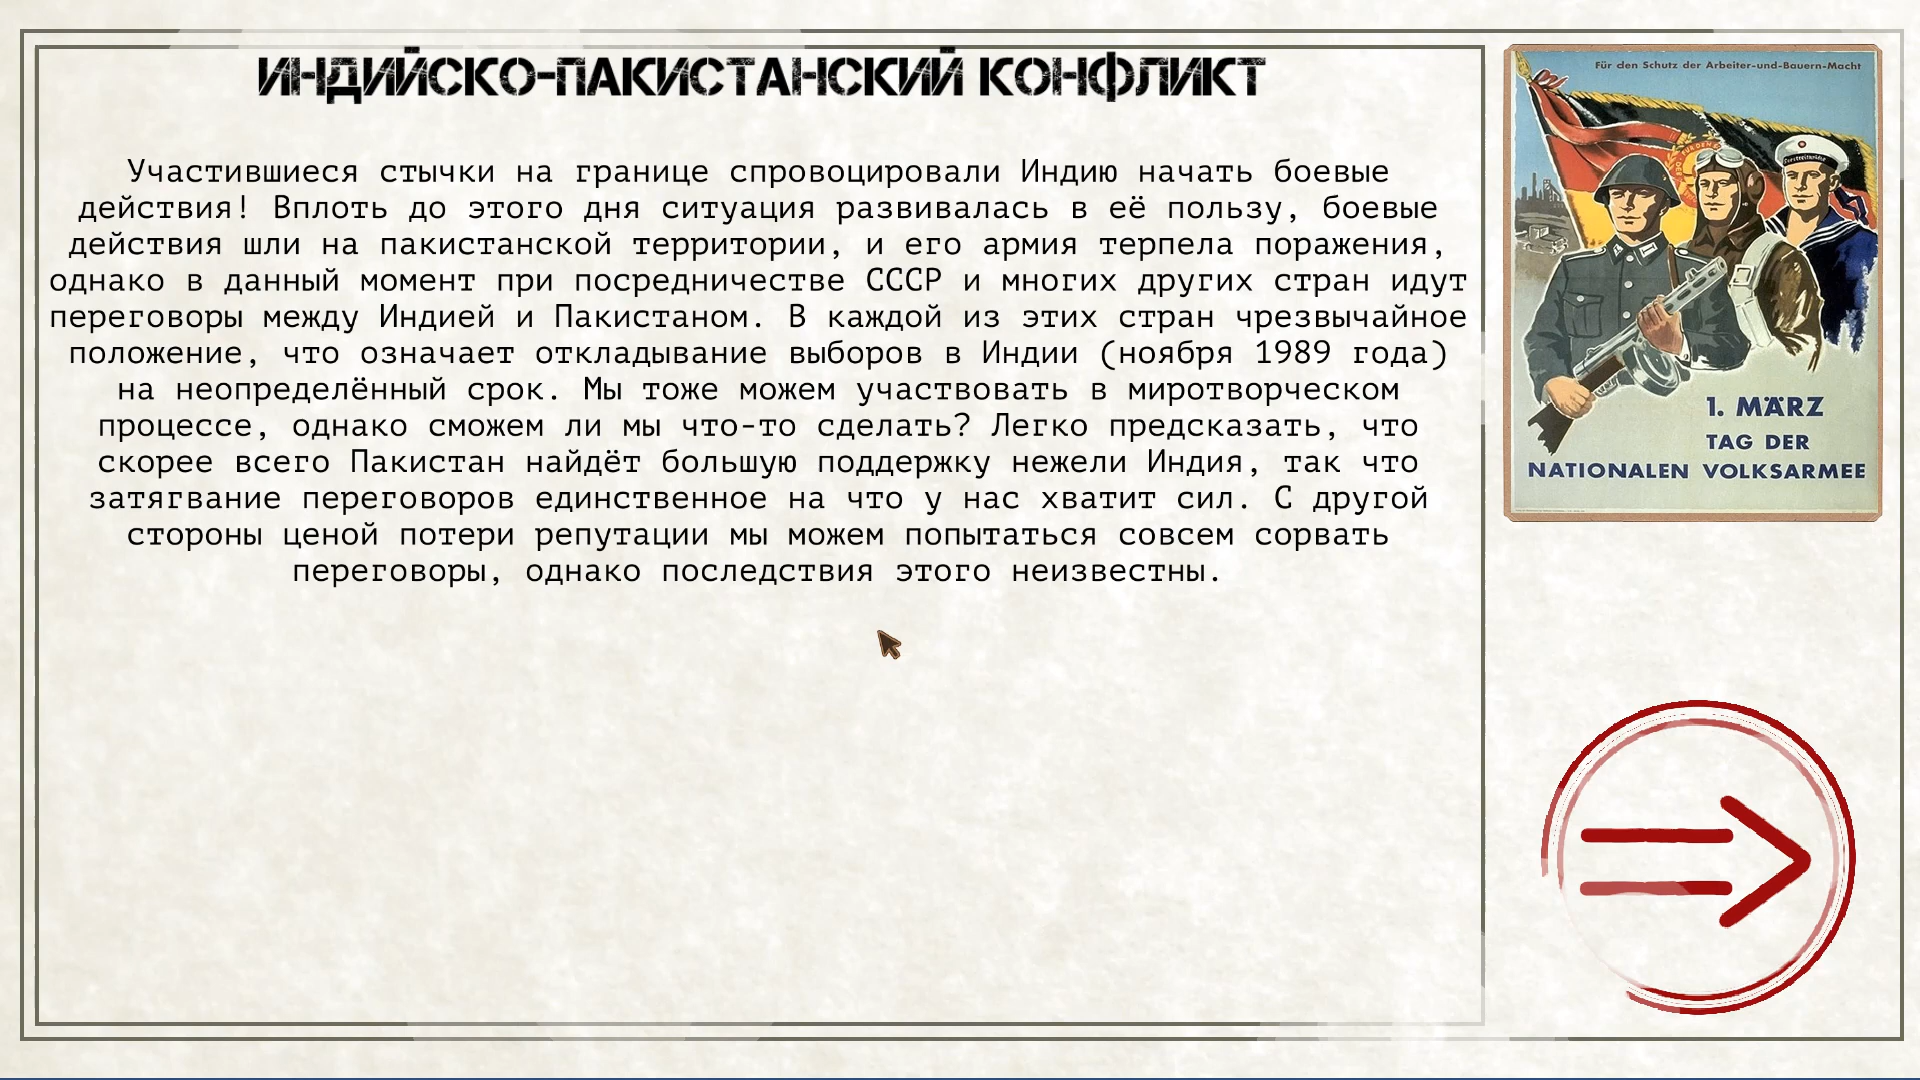 ИНДИЙСКО-ПАКИСТАНСКИЙ КОНФЛИКТ
Участившиеся стычки на границе спровоцировали Индию начать боевые
действия! Вплоть до этого дня ситуация развивалась в её пользу, боевые
действия шли на пакистанской территории, и его армия терпела поражения,
однако в данный момент при посредничестве СССР и многих других стран идут
переговоры между Индией и Пакистаном. В каждой из этих стран чрезвычайное
положение, что означает откладывание выборов в Индии (ноября 1989 года)
на неопределённый срок. Мы тоже можем участвовать в миротворческом
процессе, однако сможем ли мы что-то сделать? Легко предсказать, что
скорее всего Пакистан найдёт большую поддержку нежели Индия, так что
затягвание переговоров единственное на что у нас хватит сил. С другой
стороны ценой потери репутации мы можем попытаться совсем сорвать
переговоры, однако последствия этого неизвестны.
Für den Schutz der Arbeiter-und-Bauern-Macht
1. MÄRZ
TAG DER
NATIONALEN VOLKSARMEE